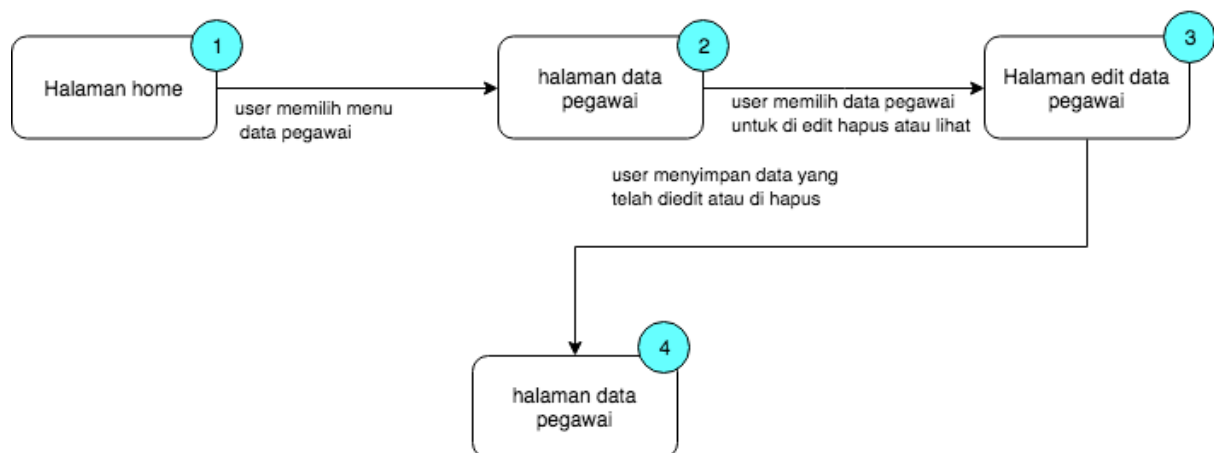 1
Halaman home
user memilih menu
data pegawai
2
halaman data
pegawai
user memilih data pegawai
untuk di edit hapus atau lihat
3
Halaman edit data
pegawai
user menyimpan data yang
telah diedit atau di hapus
4
halaman data
pegawai